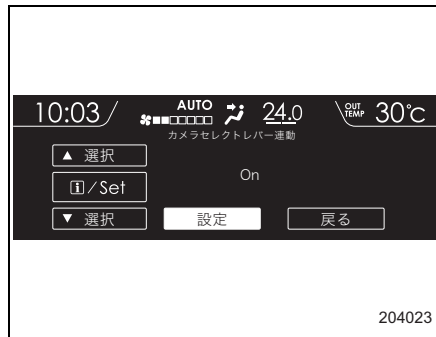 10:03 AUTO 24.0 OUT TEMP 30℃
カメラセレクトレバー連動
▲ 選択
On
i/Set
▼ 選択 設定 戻る
204023